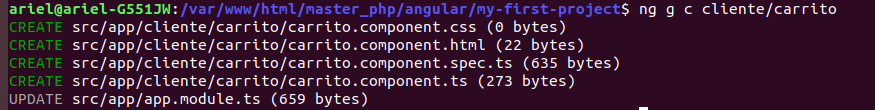 ariel@ariel-G551JW:/var/www/html/master_php/angular/my-first-project$ ng g c cliente/carrito
CREATE src/app/cliente/carrito/carrito.component.css (0 bytes)
CREATE src/app/cliente/carrito/carrito.component.html (22 bytes)
CREATE src/app/cliente/carrito/carrito.component.spec.ts (635 bytes)
CREATE src/app/cliente/carrito/carrito.component.ts (273 bytes)
UPDATE src/app/app.module.ts (659 bytes)